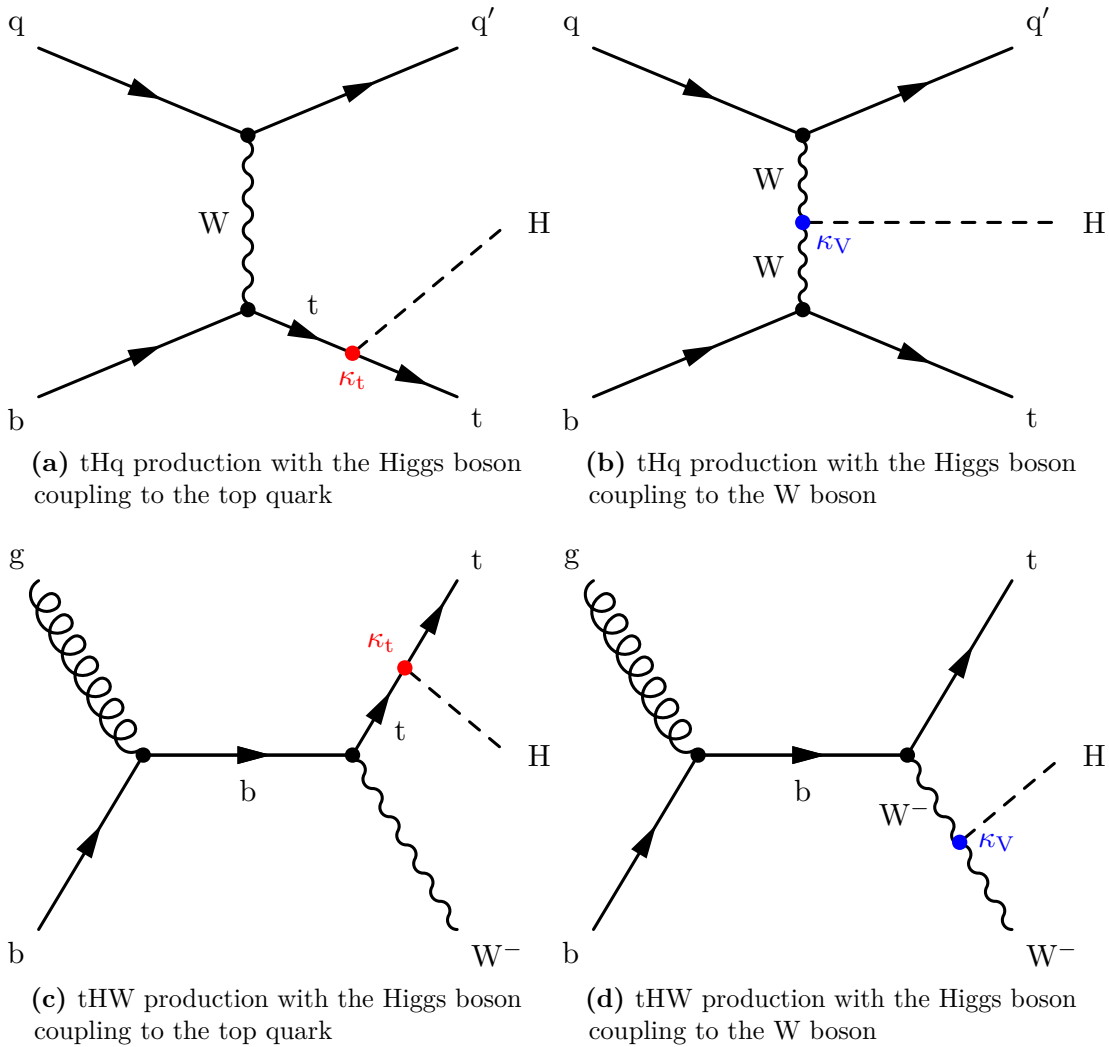 q
q′
q
q′
W
H
t
κt
b
t
W
κV
H
W
b
t
(a) tHq production with the Higgs boson
coupling to the top quark
(b) tHq production with the Higgs boson
coupling to the W boson
g
t
κt
t
H
b
b
W−
g
t
H
b
W−
κV
b
W−
(c) tHW production with the Higgs boson
coupling to the top quark
(d) tHW production with the Higgs boson
coupling to the W boson